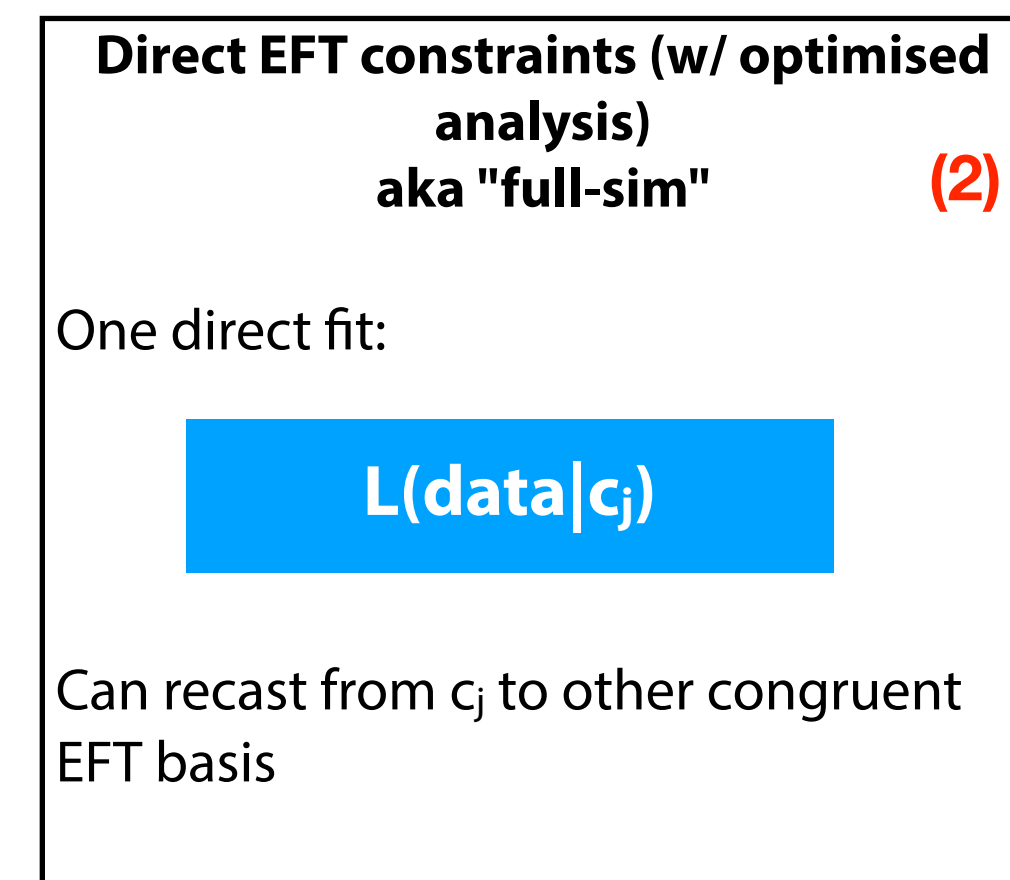 Direct EFT constraints (w/ optimised
analysis)
aka "full-sim"
(2)
One direct fit:
L(data|cⱼ)
Can recast from cⱼ to other congruent
EFT basis